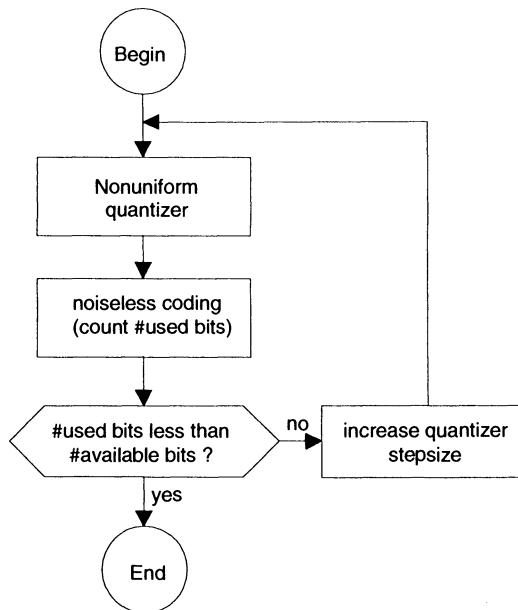 Begin
Nonuniform
quantizer
noiseless coding
(count #used bits)
#used bits less than
#available bits ?
no
increase quantizer
stepsize
yes
End